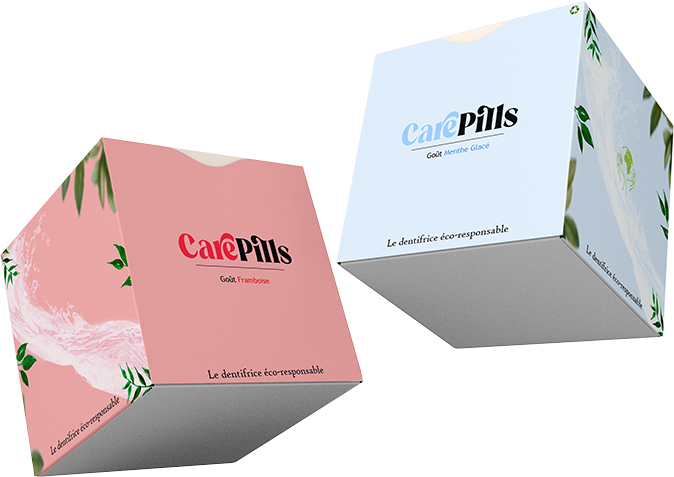 CarePills
Goût Framboise
Le dentifrice éco-responsable
Le dentifrice éco-responsable
CarePills
Goût Menthe Glacé
Le dentifrice éco-responsable
Le dentifrice éco-responsable